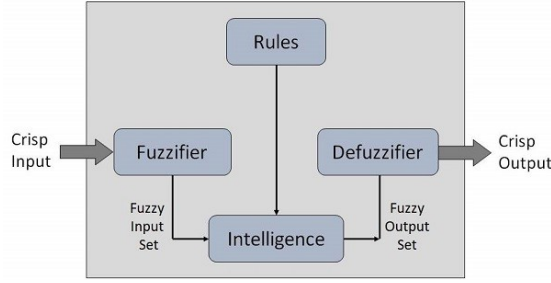 Rules
Crisp
Input
Fuzzifier
Defuzzifier
Crisp
Output
Fuzzy
Input
Set
Intelligence
Fuzzy
Output
Set